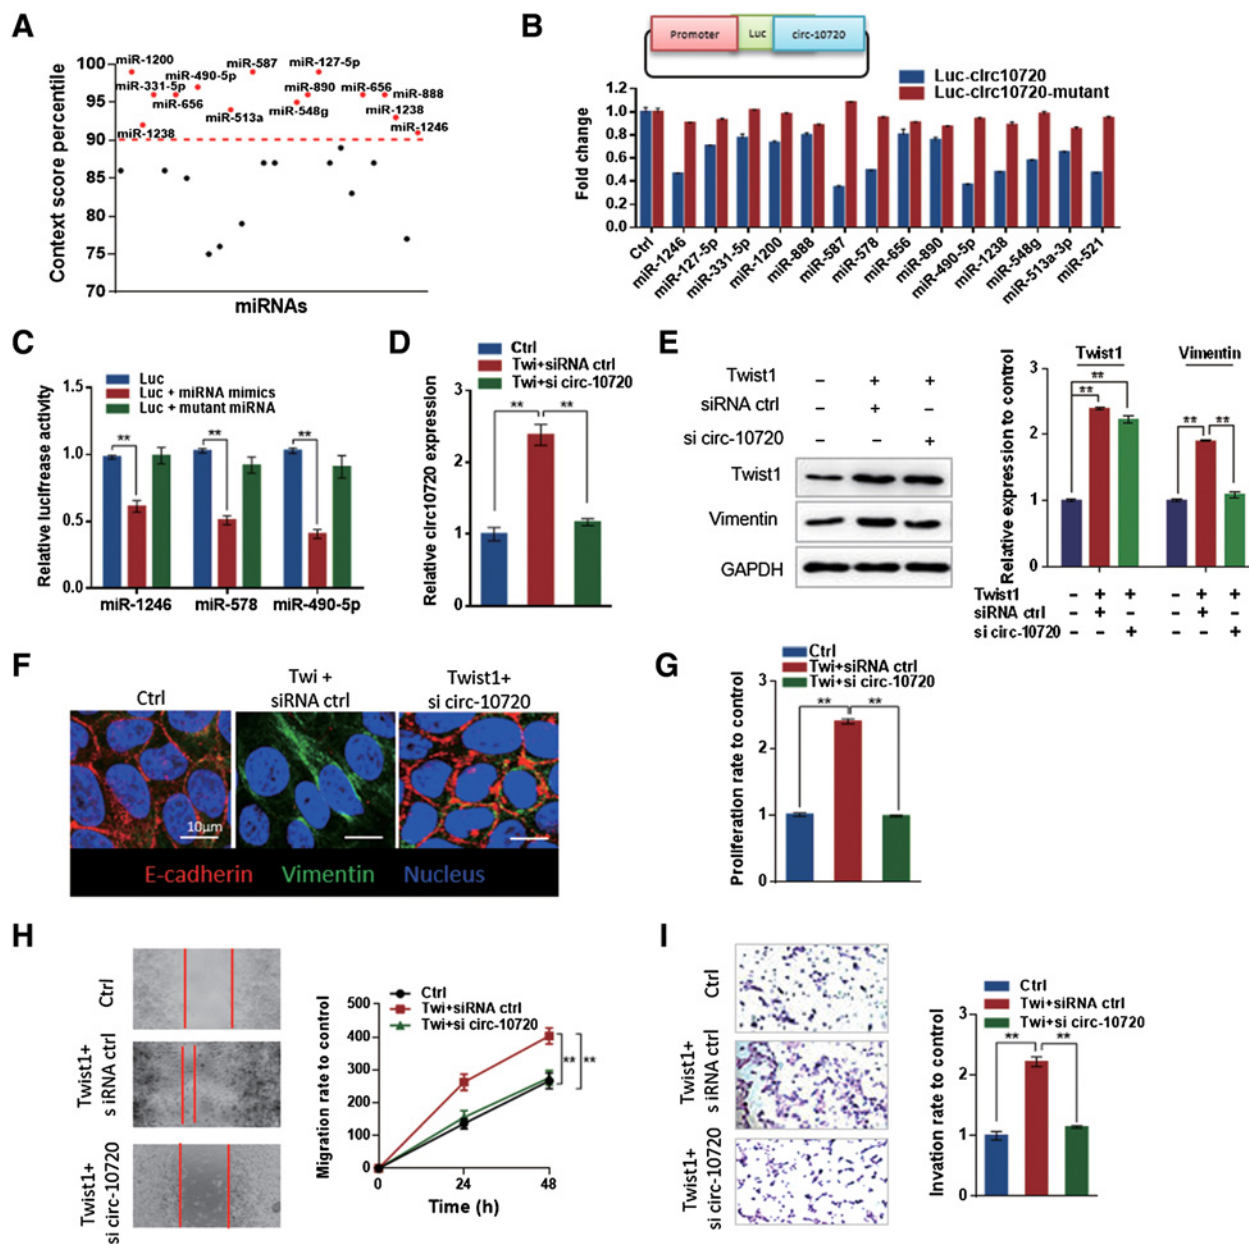 A
Context score percentile
100
95
90
85
80
75
70
miR-1200
miR-331-5p
miR-490-5p
miR-656
miR-1238
miR-587
miR-513a
miR-127-5p
miR-890
miR-548g
miR-656
miR-888
miR-1238
miR-1246
miRNAs
B
Promoter
Luc
circ-10720
Luc-circ10720
Luc-circ10720-mutant
Fold change
1.2
1.0
0.8
0.6
0.4
0.2
0.0
Ctrl
miR-1246
miR-127-5p
miR-331-5p
miR-1200
miR-888
miR-587
miR-578
miR-656
miR-890
miR-490-5p
miR-1238
miR-548g
miR-513a-3p
miR-521
C
Luc
Luc + miRNA mimics
Luc + mutant miRNA
Relative lucifrease activity
1.5
1.0
0.5
0.0
**
**
**
miR-1246
miR-578
miR-490-5p
D
Ctrl
Twi+siRNA ctrl
Twi+si circ-10720
Relative circ10720 expression
3
2
1
0
**
**
E
Twist1 – + +
siRNA ctrl – + –
si circ-10720 – – +
Twist1
Vimentin
GAPDH
Twist1
Vimentin
Relative expression to control
3
2
1
0
**
**
**
**
Twist1 - + + - + +
siRNA ctrl - + - - + -
si circ-10720 - - + - - +
F
Ctrl
Twi +
siRNA ctrl
Twist1+
si circ-10720
10μm
E-cadherin Vimentin Nucleus
G
Ctrl
Twi+siRNA ctrl
Twi+si circ-10720
Proliferation rate to control
3
2
1
0
**
**
H
Ctrl
Twist1+
s iRNA ctrl
Twist1+
si circ-10720
Ctrl
Twi+siRNA ctrl
Twi+si circ-10720
Migration rate to control
500
400
300
200
100
0
**
**
0
24
48
Time (h)
I
Ctrl
Twist1+
s iRNA ctrl
Twist1+
si circ-10720
Ctrl
Twi+siRNA ctrl
Twi+si circ-10720
Invation rate to control
3
2
1
0
**
**